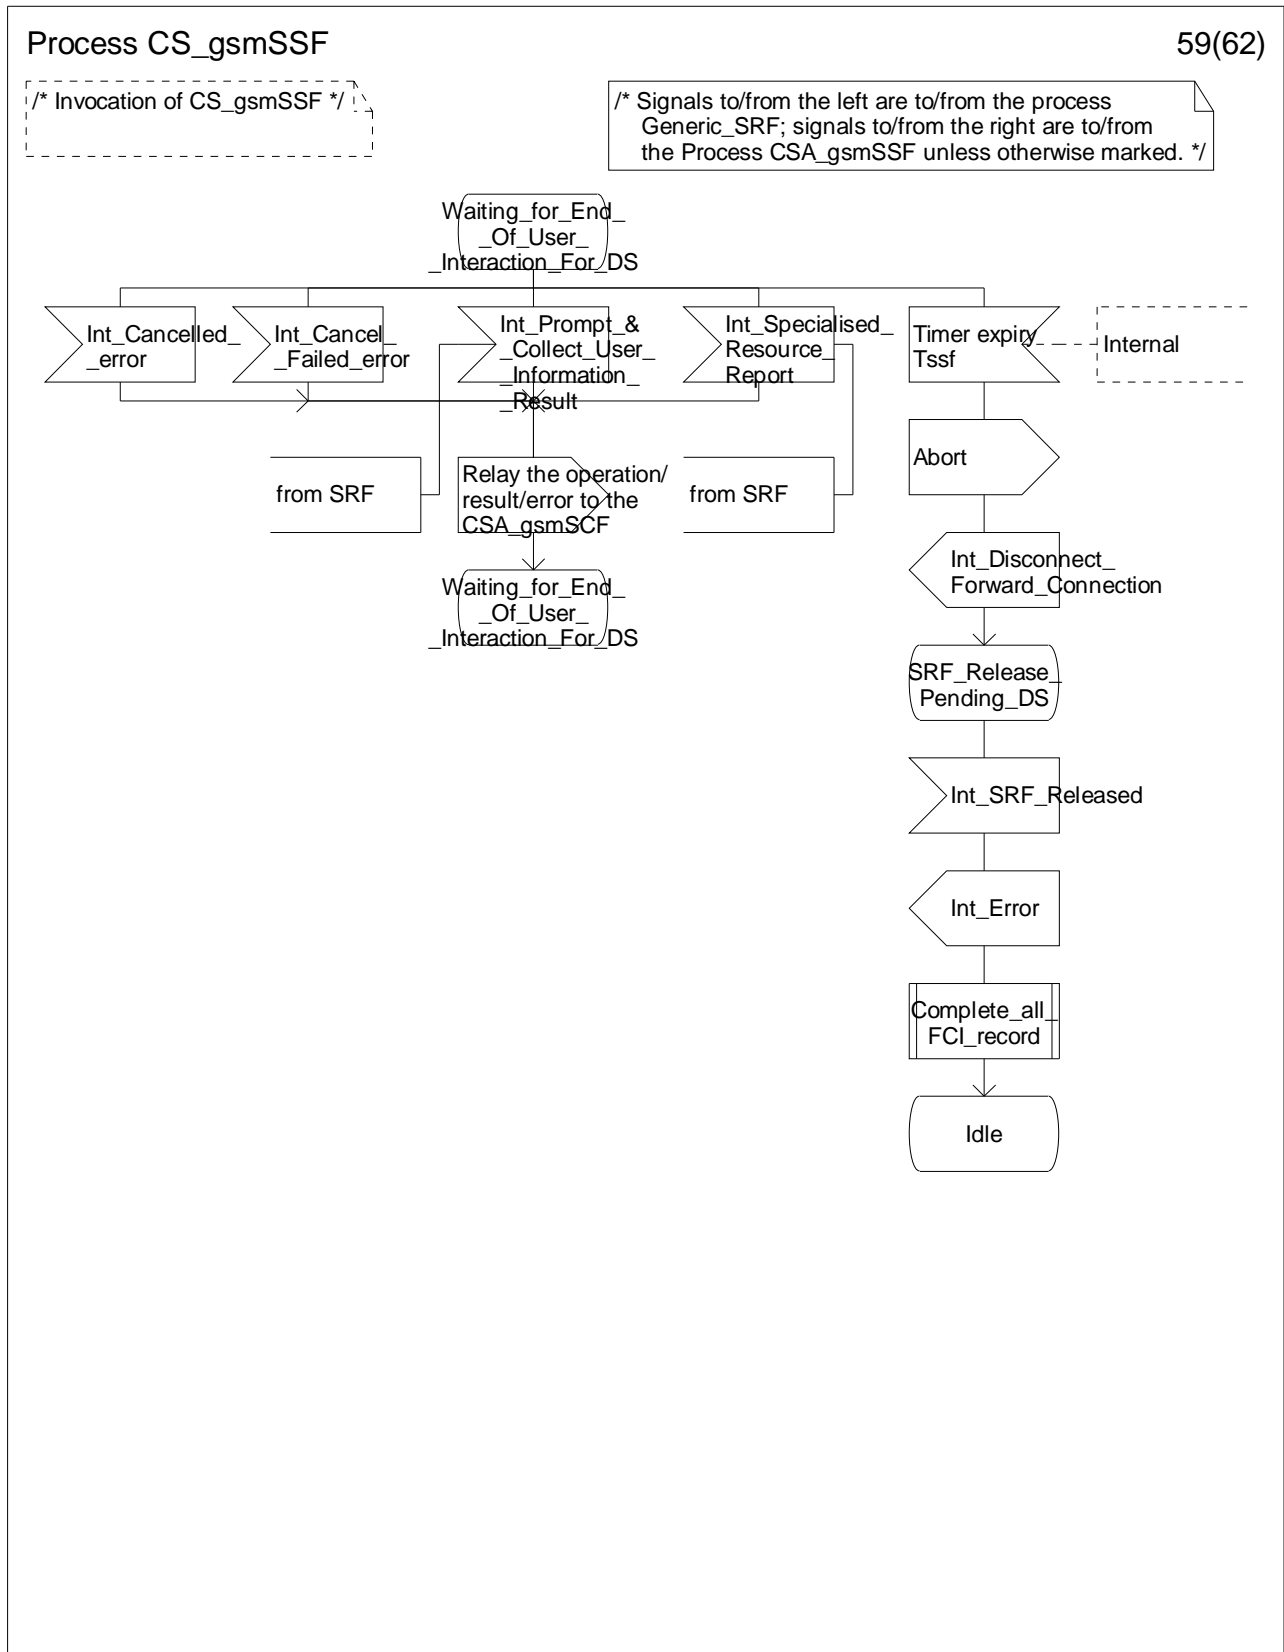 Process CS_gsmSSF
59(62)
/* Invocation of CS_gsmSSF */
/* Signals to/from the left are to/from the process
Generic_SRF; signals to/from the right are to/from
the Process CSA_gsmSSF unless otherwise marked. */
Waiting_for_End_
_Of_User_
_Interaction_For_DS
Int_Cancelled_
_error
Int_Cancel_
_Failed_error
Int_Prompt_&
_Collect_User_
_Information_
_Result
Int_Specialised_
Resource_
Report
Timer expiry
Tssf
Internal
from SRF
Relay the operation/
result/error to the
CSA_gsmSCF
from SRF
Abort
Int_Disconnect_
Forward_Connection
Waiting_for_End_
_Of_User_
_Interaction_For_DS
SRF_Release_
Pending_DS
Int_SRF_Released
Int_Error
Complete_all_
FCI_record
Idle